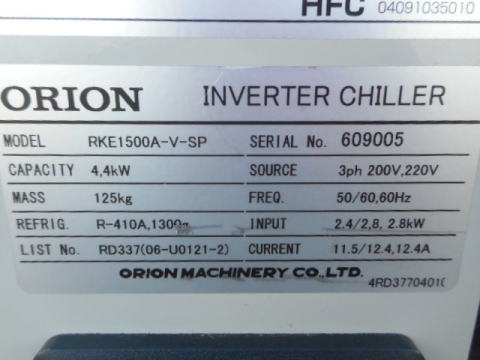 HFC 04091035010
ORION INVERTER CHILLER
MODEL RKE1500A-V-SP SERIAL No. 609005
CAPACITY 4,4kW SOURCE 3ph 200V,220V
MASS 125kg FREQ. 50/60,60Hz
REFRIG. R-410A,1300g INPUT 2.4/2,8, 2.8kW
LIST No. RD337(06-U0121-2) CURRENT 11.5/12.4,12.4A
ORION MACHINERY CO.,LTD.
4RD37704010